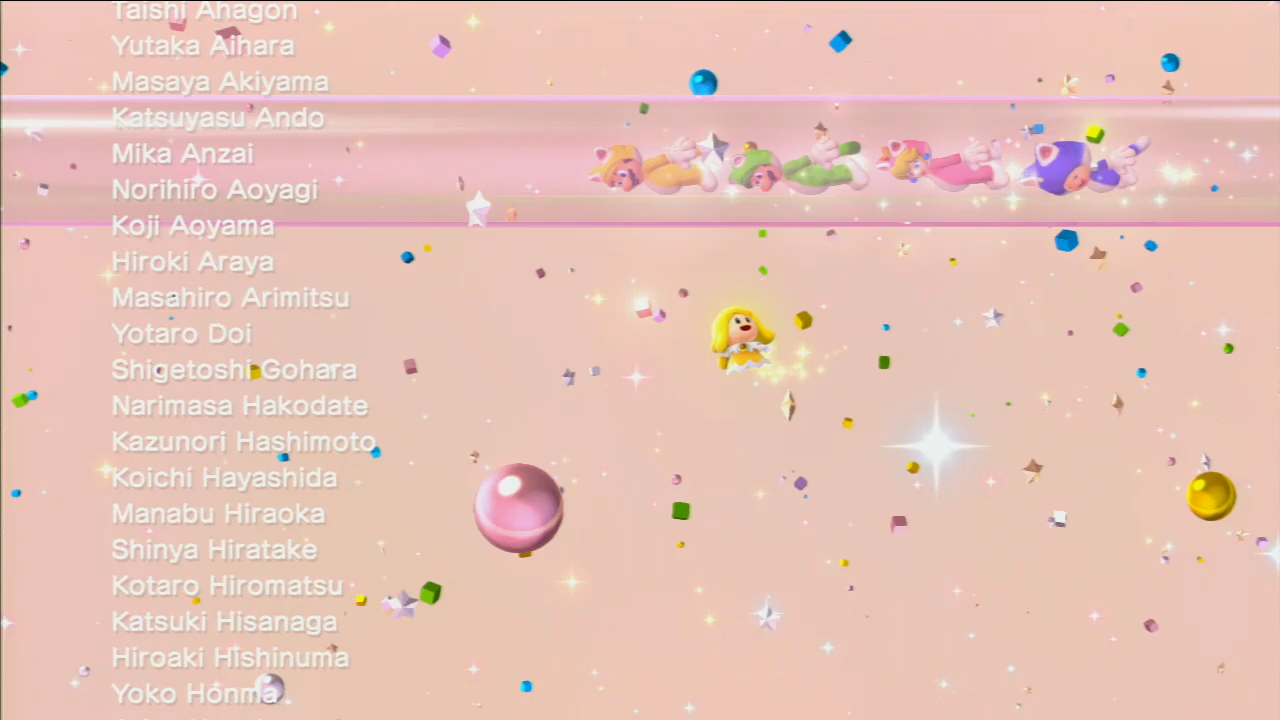 Taishi Ahagon
Yutaka Aihara
Masaya Akiyama
Katsuyasu Ando
Mika Anzai
Norihiro Aoyagi
Koji Aoyama
Hiroki Araya
Masahiro Arimitsu
Yotaro Doi
Shigetoshi Gohara
Narimasa Hakodate
Kazunori Hashimoto
Koichi Hayashida
Manabu Hiraoka
Shinya Hiratake
Kotaro Hiromatsu
Katsuki Hisanaga
Hiroaki Hishinuma
Yoko Honma